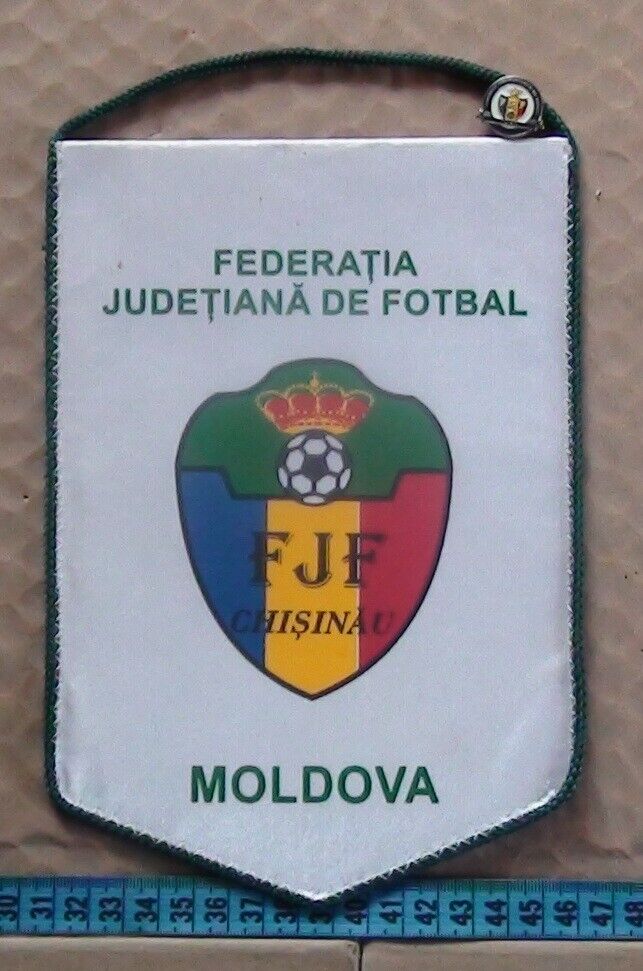 FEDERAȚIA
JUDEȚIANĂ DE FOTBAL
FJF
CHIȘINĂU
MOLDOVA
30 31 32 33 34 35 36 37 38 39 40 41 42 43 44 45 46 47 48